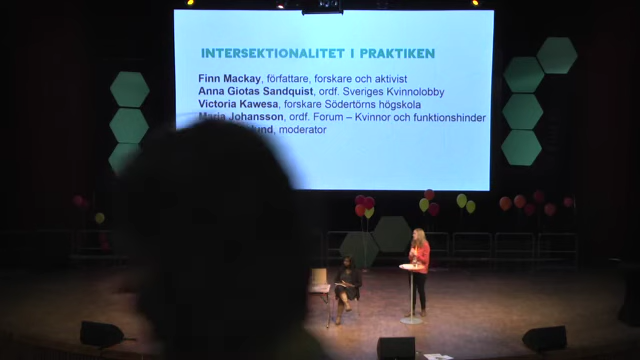 INTERSEKTIONALITET I PRAKTIKEN
Finn Mackay, författare, forskare och aktivist
Anna Giotas Sandquist, ordf. Sveriges Kvinnolobby
Victoria Kawesa, forskare Södertörns högskola
Maria Johansson, ordf. Forum – Kvinnor och funktionshinder
moderator